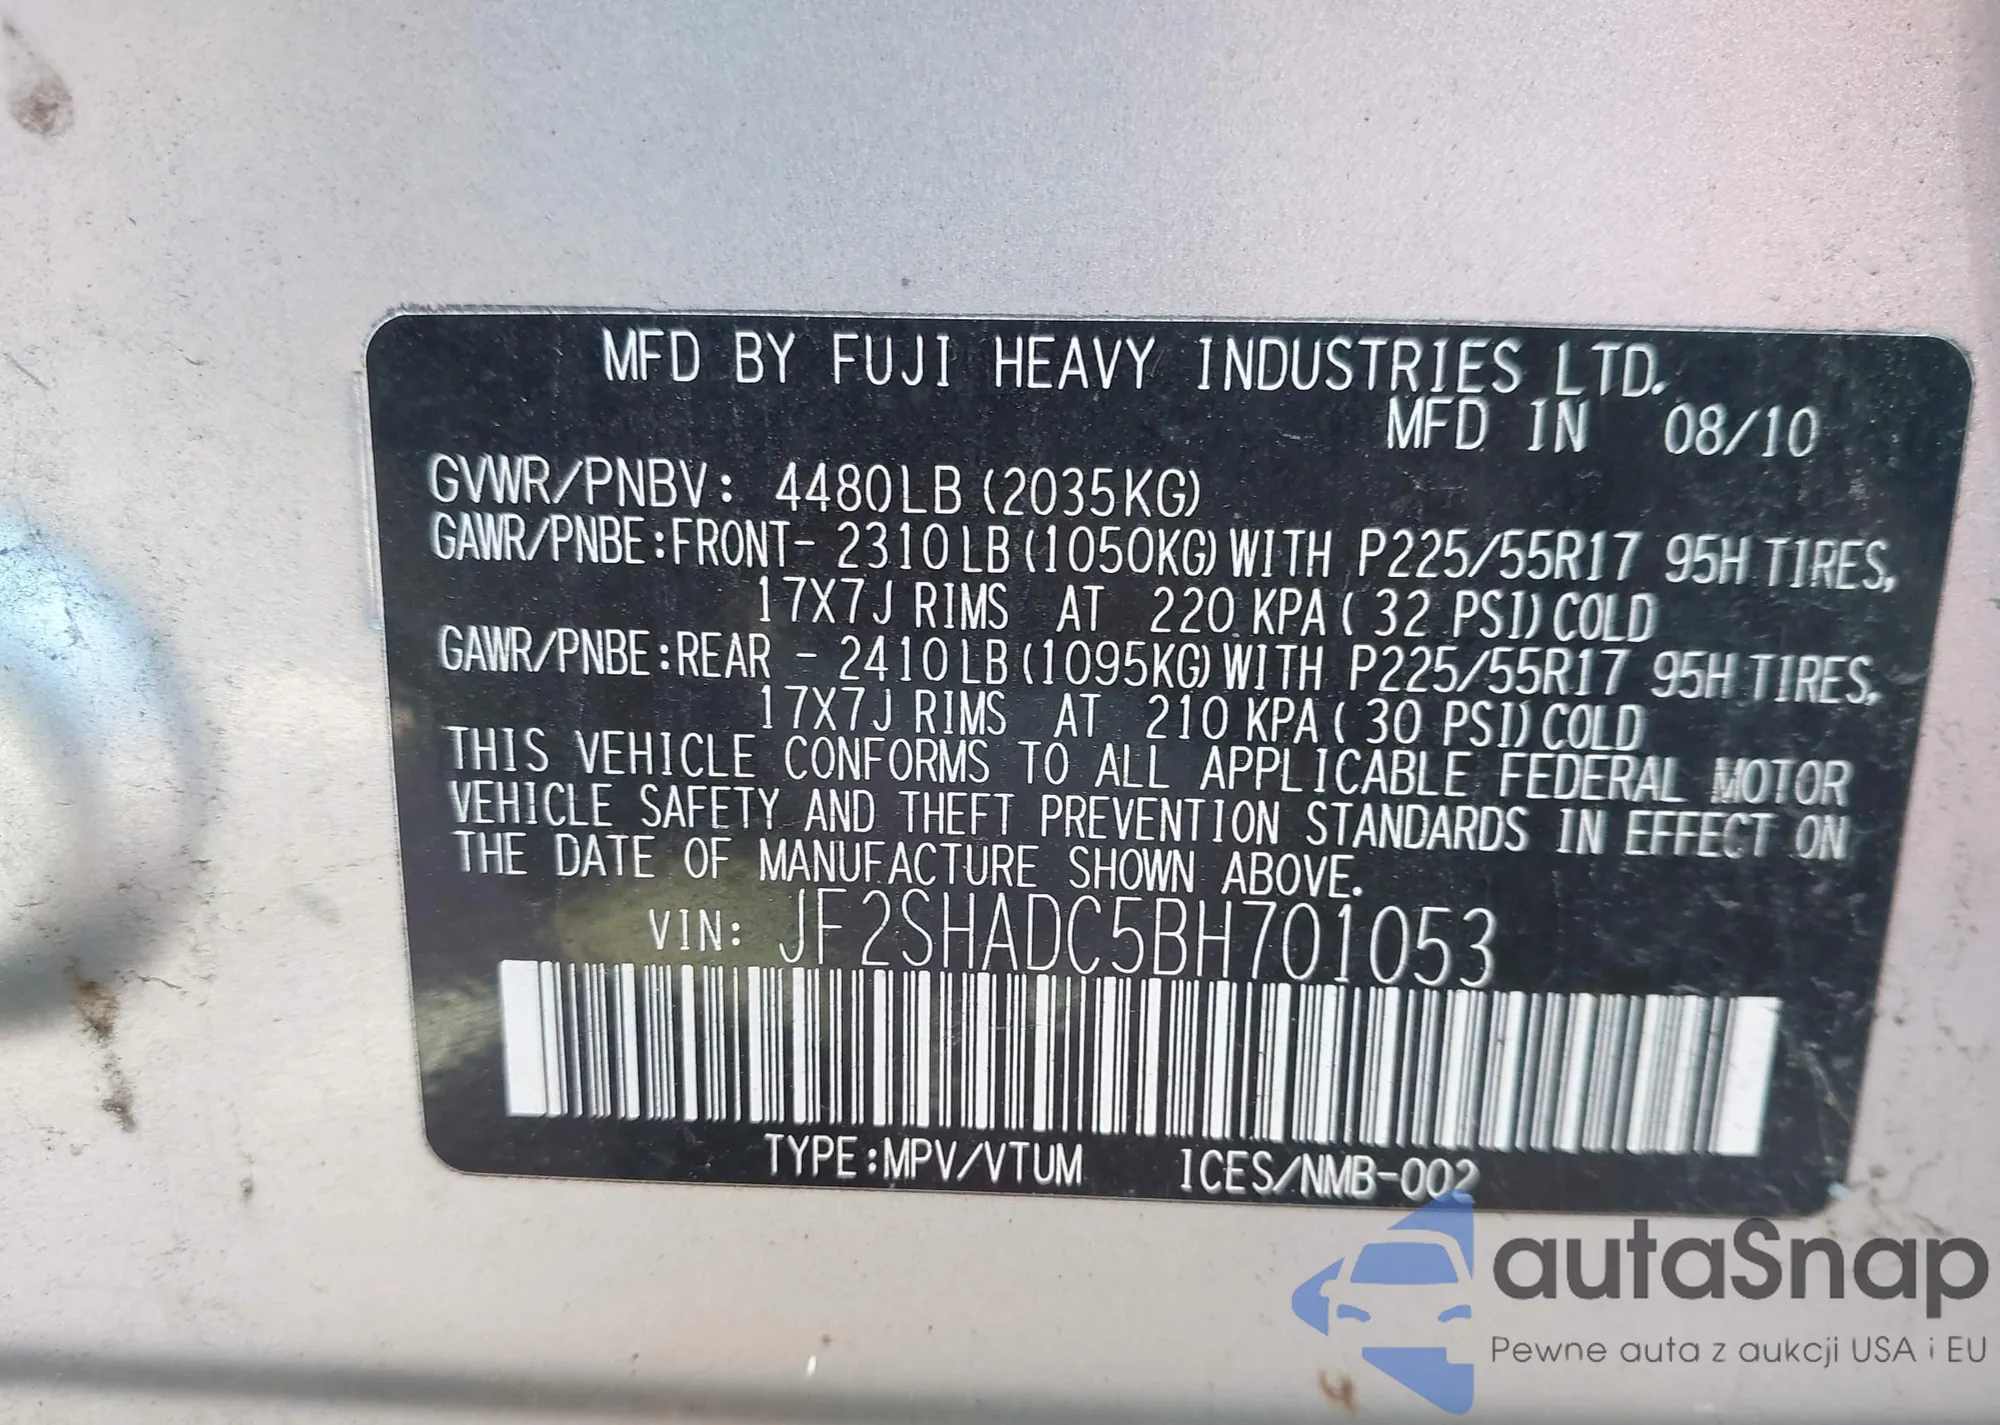 MFD BY FUJI HEAVY INDUSTRIES LTD.
MFD IN 08/10
GVWR/PNBV: 4480LB (2035KG)
GAWR/PNBE:FRONT- 2310LB(1050KG)WITH P225/55R17 95H TIRES,
17X7J RIMS AT 220 KPA( 32 PSI)COLD
GAWR/PNBE:REAR - 2410LB(1095KG)WITH P225/55R17 95H TIRES,
17X7J RIMS AT 210 KPA( 30 PSI)COLD
THIS VEHICLE CONFORMS TO ALL APPLICABLE FEDERAL MOTOR
VEHICLE SAFETY AND THEFT PREVENTION STANDARDS IN EFFECT ON
THE DATE OF MANUFACTURE SHOWN ABOVE.
VIN: JF2SHADC5BH701053
TYPE:MPV/VTUM ICES/NMB-002
autaSnap
Pewne auta z aukcji USA i EU